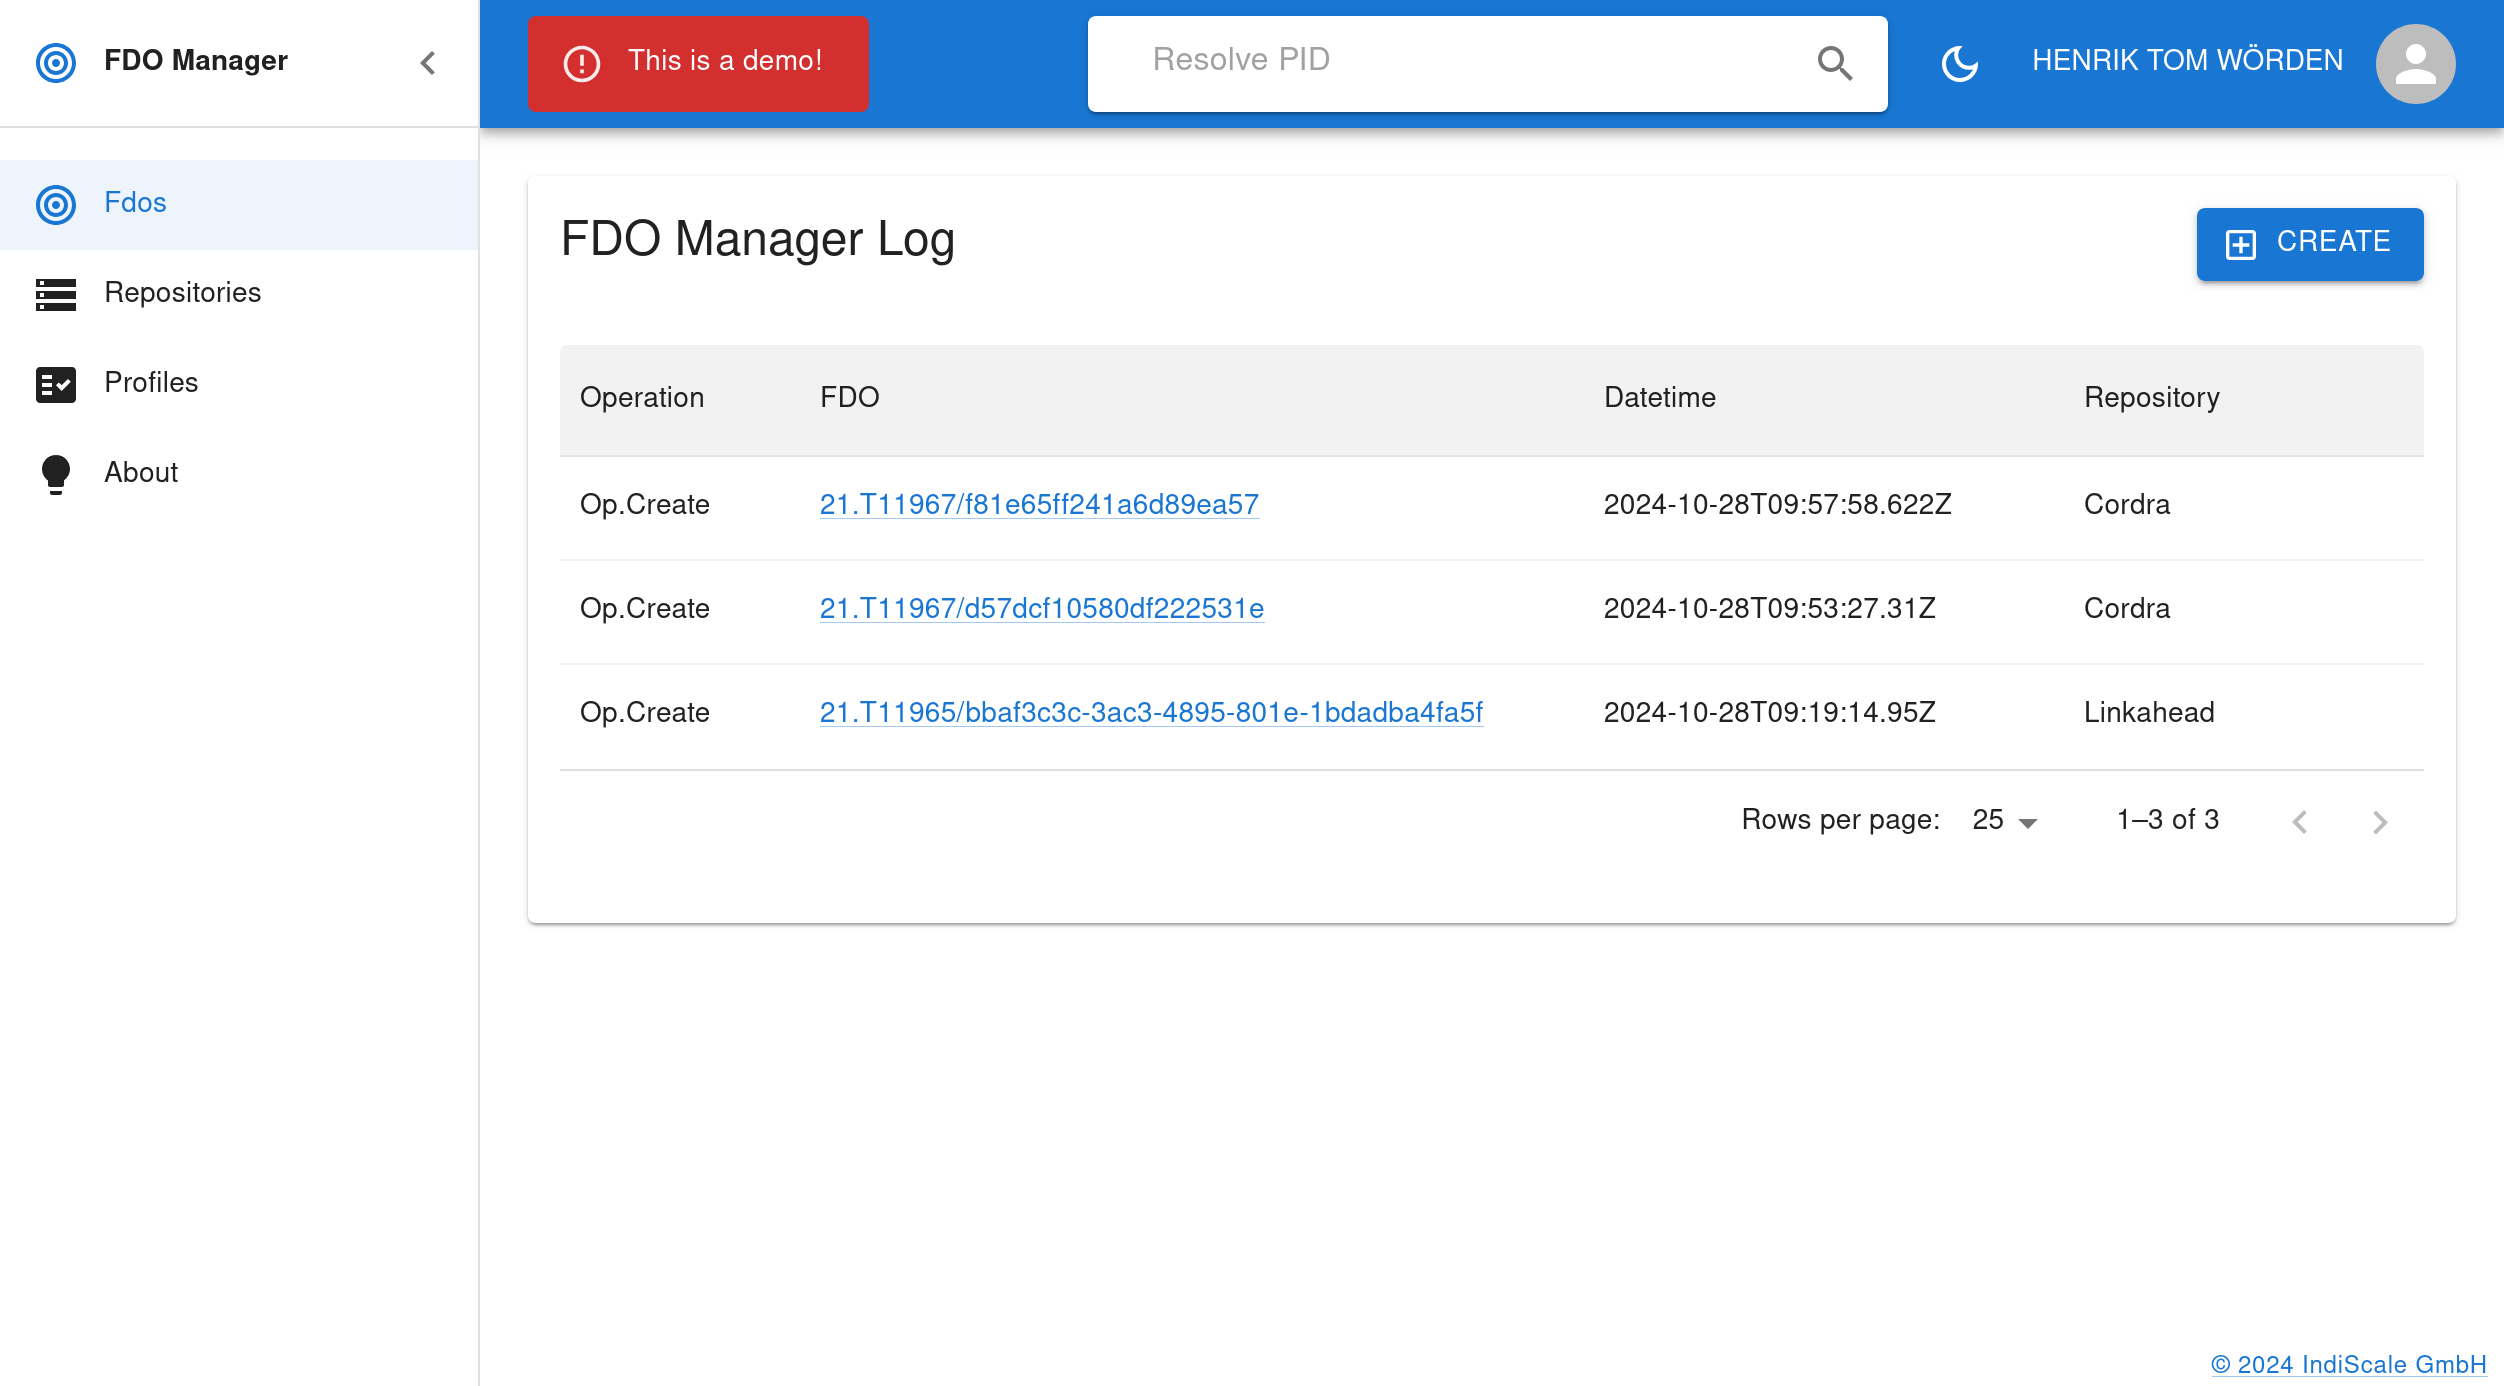 FDO Manager
This is a demo!
Resolve PID
HENRIK TOM WÖRDEN
Fdos
Repositories
Profiles
About
FDO Manager Log
CREATE
Operation FDO Datetime Repository
Op.Create 21.T11967/f81e65ff241a6d89ea57 2024-10-28T09:57:58.622Z Cordra
Op.Create 21.T11967/d57dcf10580df222531e 2024-10-28T09:53:27.31Z Cordra
Op.Create 21.T11965/bbaf3c3c-3ac3-4895-801e-1bdadba4fa5f 2024-10-28T09:19:14.95Z Linkahead
Rows per page: 25 1–3 of 3
© 2024 IndiScale GmbH